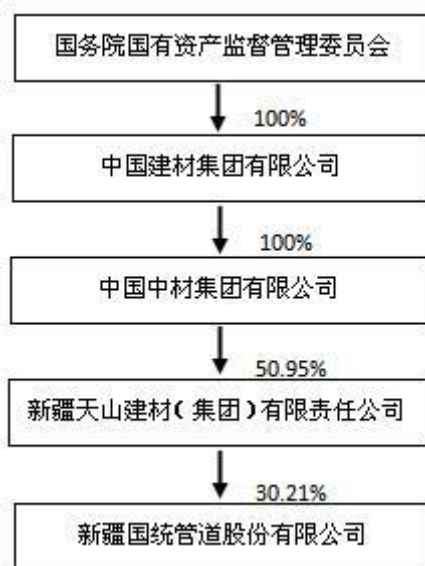 国务院国有资产监督管理委员会
100%
中国建材集团有限公司
100%
中国中材集团有限公司
50.95%
新疆天山建材（集团）有限责任公司
30.21%
新疆国统管道股份有限公司